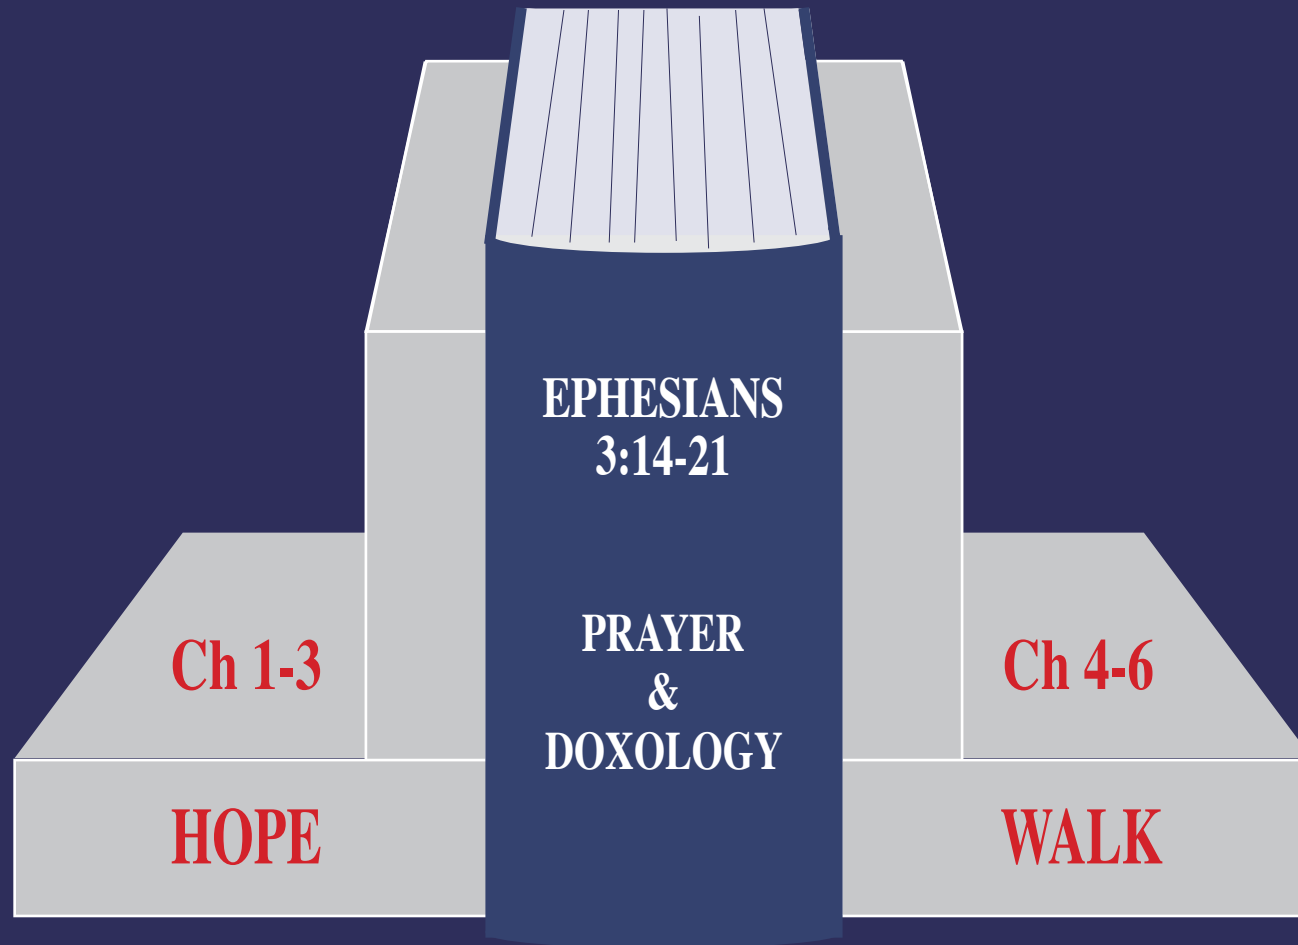 EPHESIANS
3:14-21
PRAYER
&
DOXOLOGY
Ch 1-3
Ch 4-6
HOPE
WALK